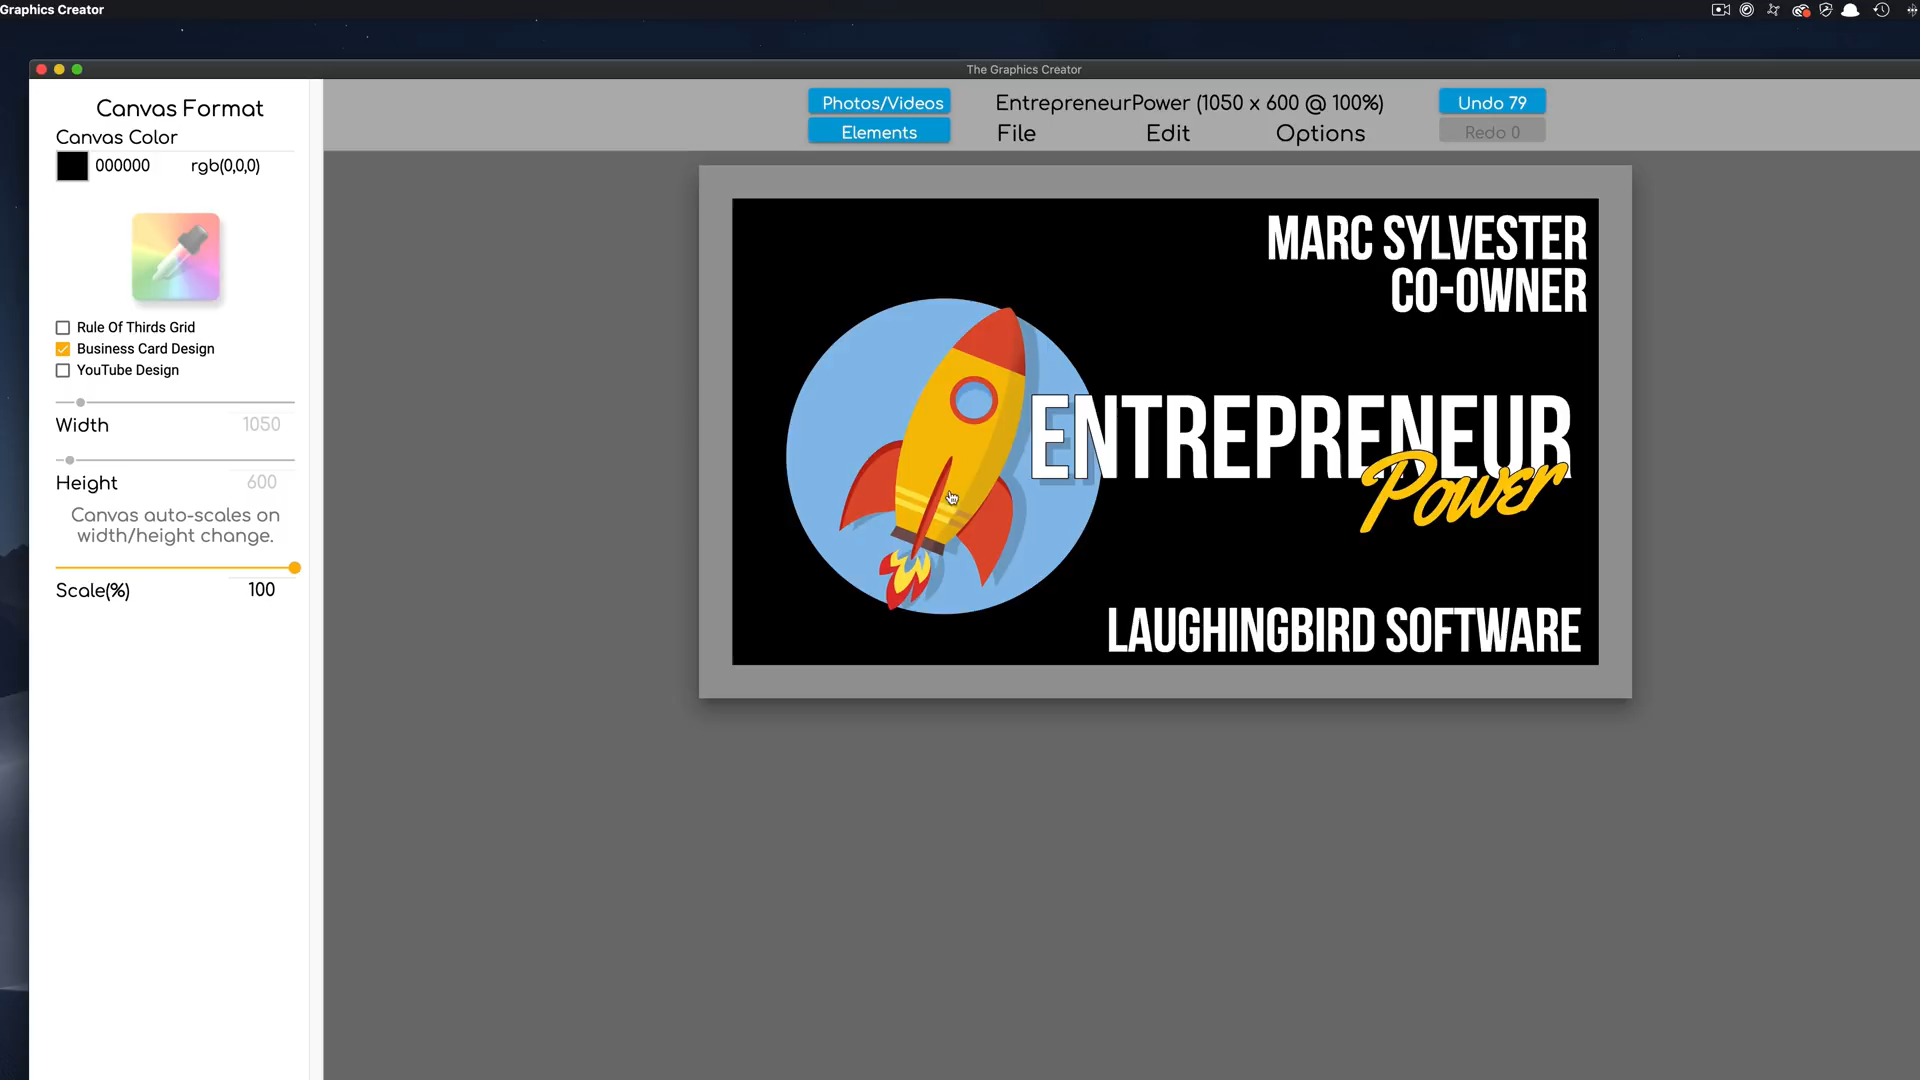 Graphics Creator
The Graphics Creator
Canvas Format
Canvas Color
000000 rgb(0,0,0)
Rule Of Thirds Grid
Business Card Design
YouTube Design
Width 1050
Height 600
Canvas auto-scales on
width/height change.
Scale(%) 100
Photos/Videos
Elements
EntrepreneurPower (1050 x 600 @ 100%)
File Edit Options
Undo 79
Redo 0
MARC SYLVESTER
CO-OWNER
ENTREPRENEUR
Power
LAUGHINGBIRD SOFTWARE